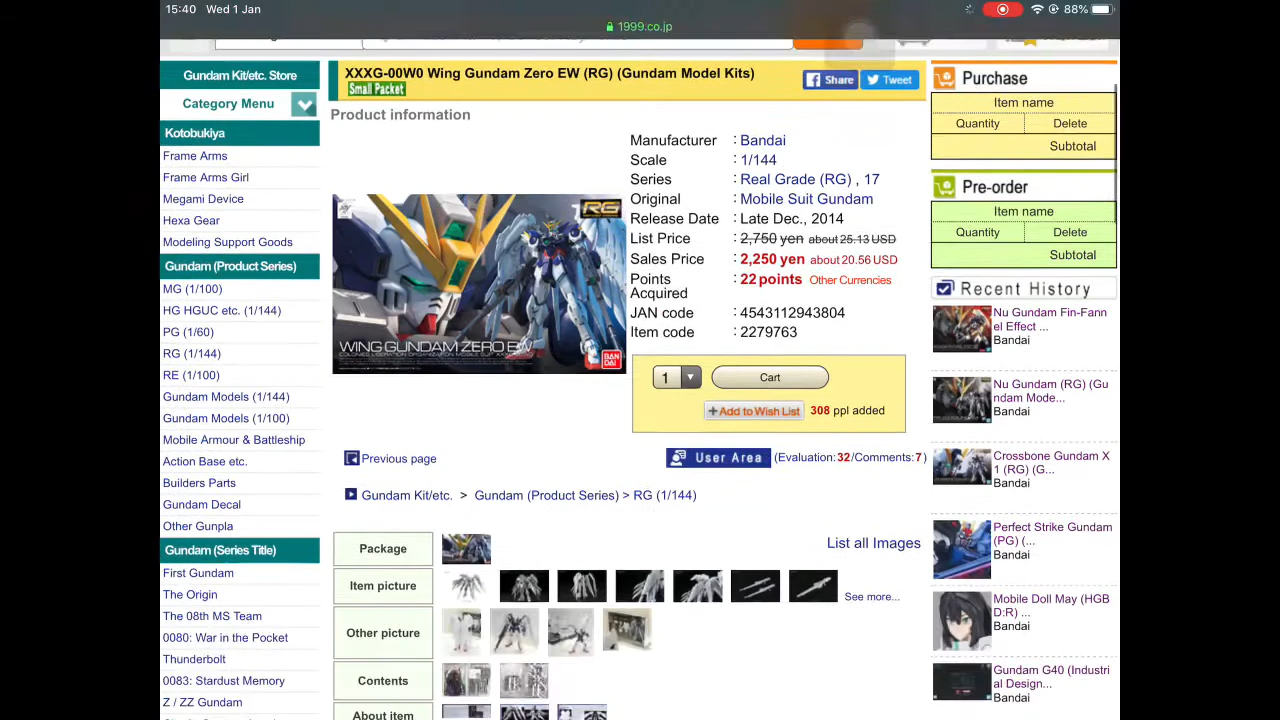 15:40 Wed 1 Jan
88%
1999.co.jp
Gundam Kit/etc. Store
Category Menu
Kotobukiya
Frame Arms
Frame Arms Girl
Megami Device
Hexa Gear
Modeling Support Goods
Gundam (Product Series)
MG (1/100)
HG HGUC etc. (1/144)
PG (1/60)
RG (1/144)
RE (1/100)
Gundam Models (1/144)
Gundam Models (1/100)
Mobile Armour & Battleship
Action Base etc.
Builders Parts
Gundam Decal
Other Gunpla
Gundam (Series Title)
First Gundam
The Origin
The 08th MS Team
0080: War in the Pocket
Thunderbolt
0083: Stardust Memory
Z / ZZ Gundam
XXXG-00W0 Wing Gundam Zero EW (RG) (Gundam Model Kits)
Small Packet
Share
Tweet
Product information
RG
WING GUNDAM ZERO EW
BAN
DAI
Manufacturer : Bandai
Scale : 1/144
Series : Real Grade (RG) , 17
Original : Mobile Suit Gundam
Release Date : Late Dec., 2014
List Price : 2,750 yen about 25.13 USD
Sales Price : 2,250 yen about 20.56 USD
Points : 22 points Other Currencies
Acquired
JAN code : 4543112943804
Item code : 2279763
1
Cart
+Add to Wish List 308 ppl added
Previous page
User Area (Evaluation:32/Comments:7)
Gundam Kit/etc. > Gundam (Product Series) > RG (1/144)
Package
List all Images
Item picture
See more...
Other picture
Contents
About item
Purchase
Item name
Quantity Delete
Subtotal
Pre-order
Item name
Quantity Delete
Subtotal
Recent History
Nu Gundam Fin-Fann
el Effect ...
Bandai
Nu Gundam (RG) (Gu
ndam Mode...
Bandai
Crossbone Gundam X
1 (RG) (G...
Bandai
Perfect Strike Gundam
(PG) (...
Bandai
Mobile Doll May (HGB
D:R) ...
Bandai
Gundam G40 (Industri
al Design...
Bandai